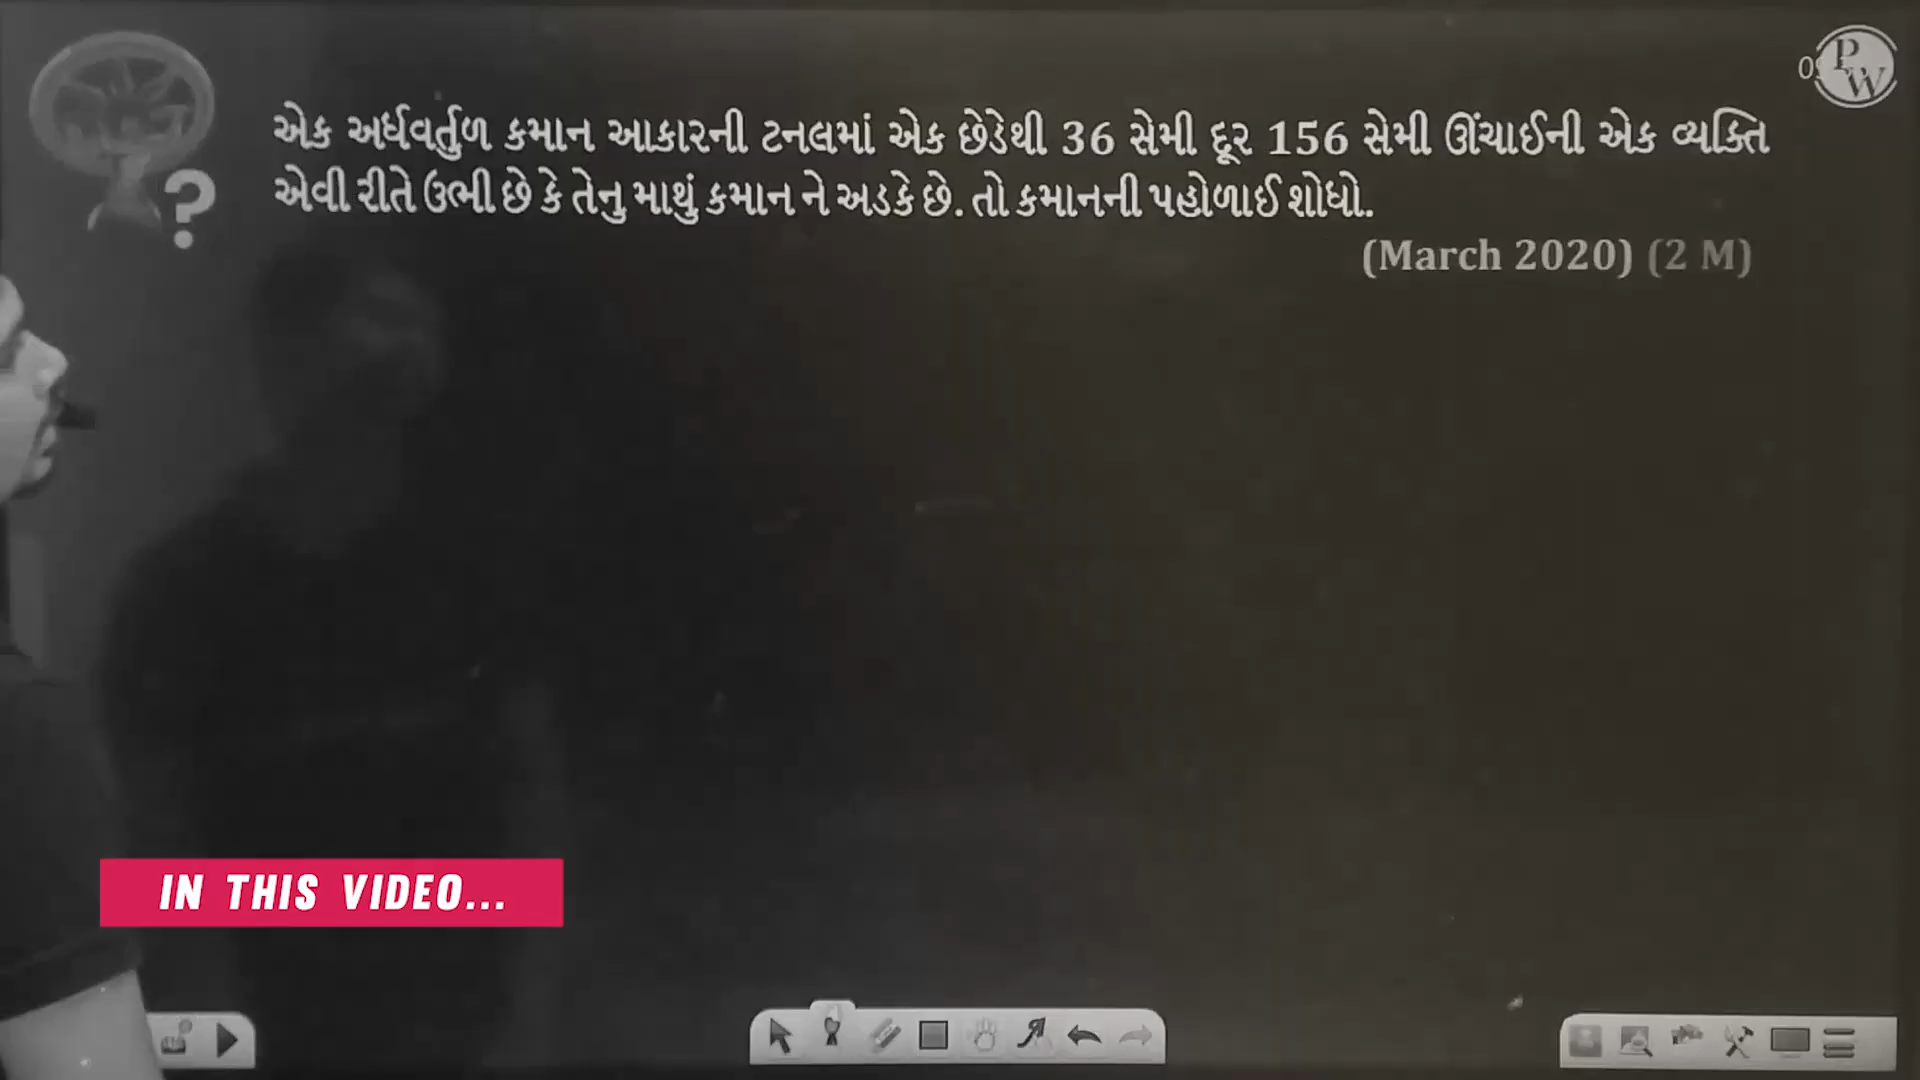 એક અર્ધવર્તુળ કમાન આકારની ટનલમાં એક છેડેથી 36 સેમી દૂર 156 સેમી ઊંચાઈની એક વ્યક્તિ
એવી રીતે ઉભી છે કે તેનુ માથું કમાન ને અડકે છે. તો કમાનની પહોળાઈ શોધો.
(March 2020) (2 M)
PW
?
IN THIS VIDEO...